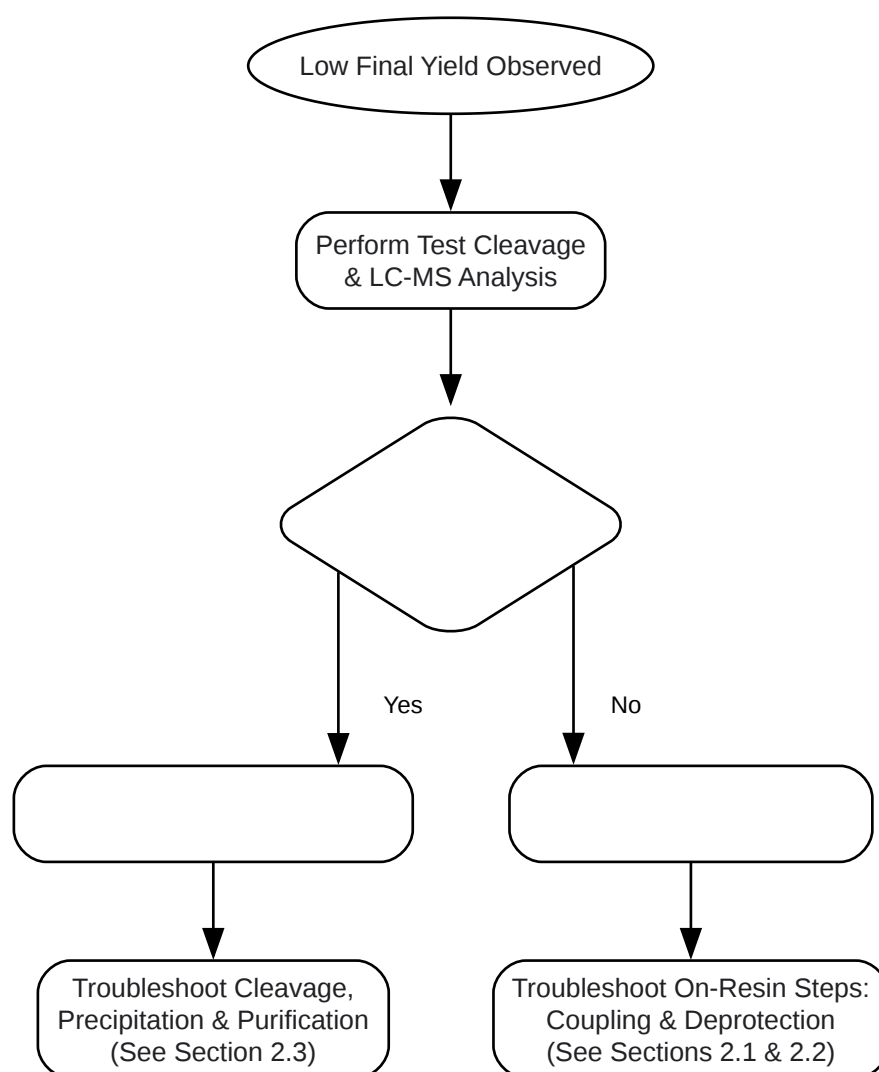 Low Final Yield Observed
Perform Test Cleavage
& LC-MS Analysis
Yes
No
Troubleshoot Cleavage,
Precipitation & Purification
(See Section 2.3)
Troubleshoot On-Resin Steps:
Coupling & Deprotection
(See Sections 2.1 & 2.2)